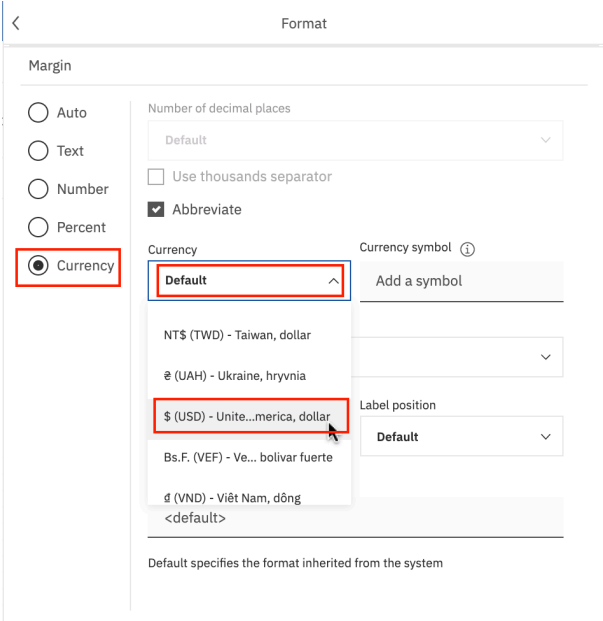 Format
Margin
Auto
Text
Number
Percent
Currency
Number of decimal places
Default
Use thousands separator
Abbreviate
Currency
Default
Currency symbol
Add a symbol
NT$ (TWD) - Taiwan, dollar
₴ (UAH) - Ukraine, hryvnia
$ (USD) - Unite...merica, dollar
Bs.F. (VEF) - Ve... bolivar fuerte
₫ (VND) - Viêt Nam, dông
Label position
Default
<default>
Default specifies the format inherited from the system